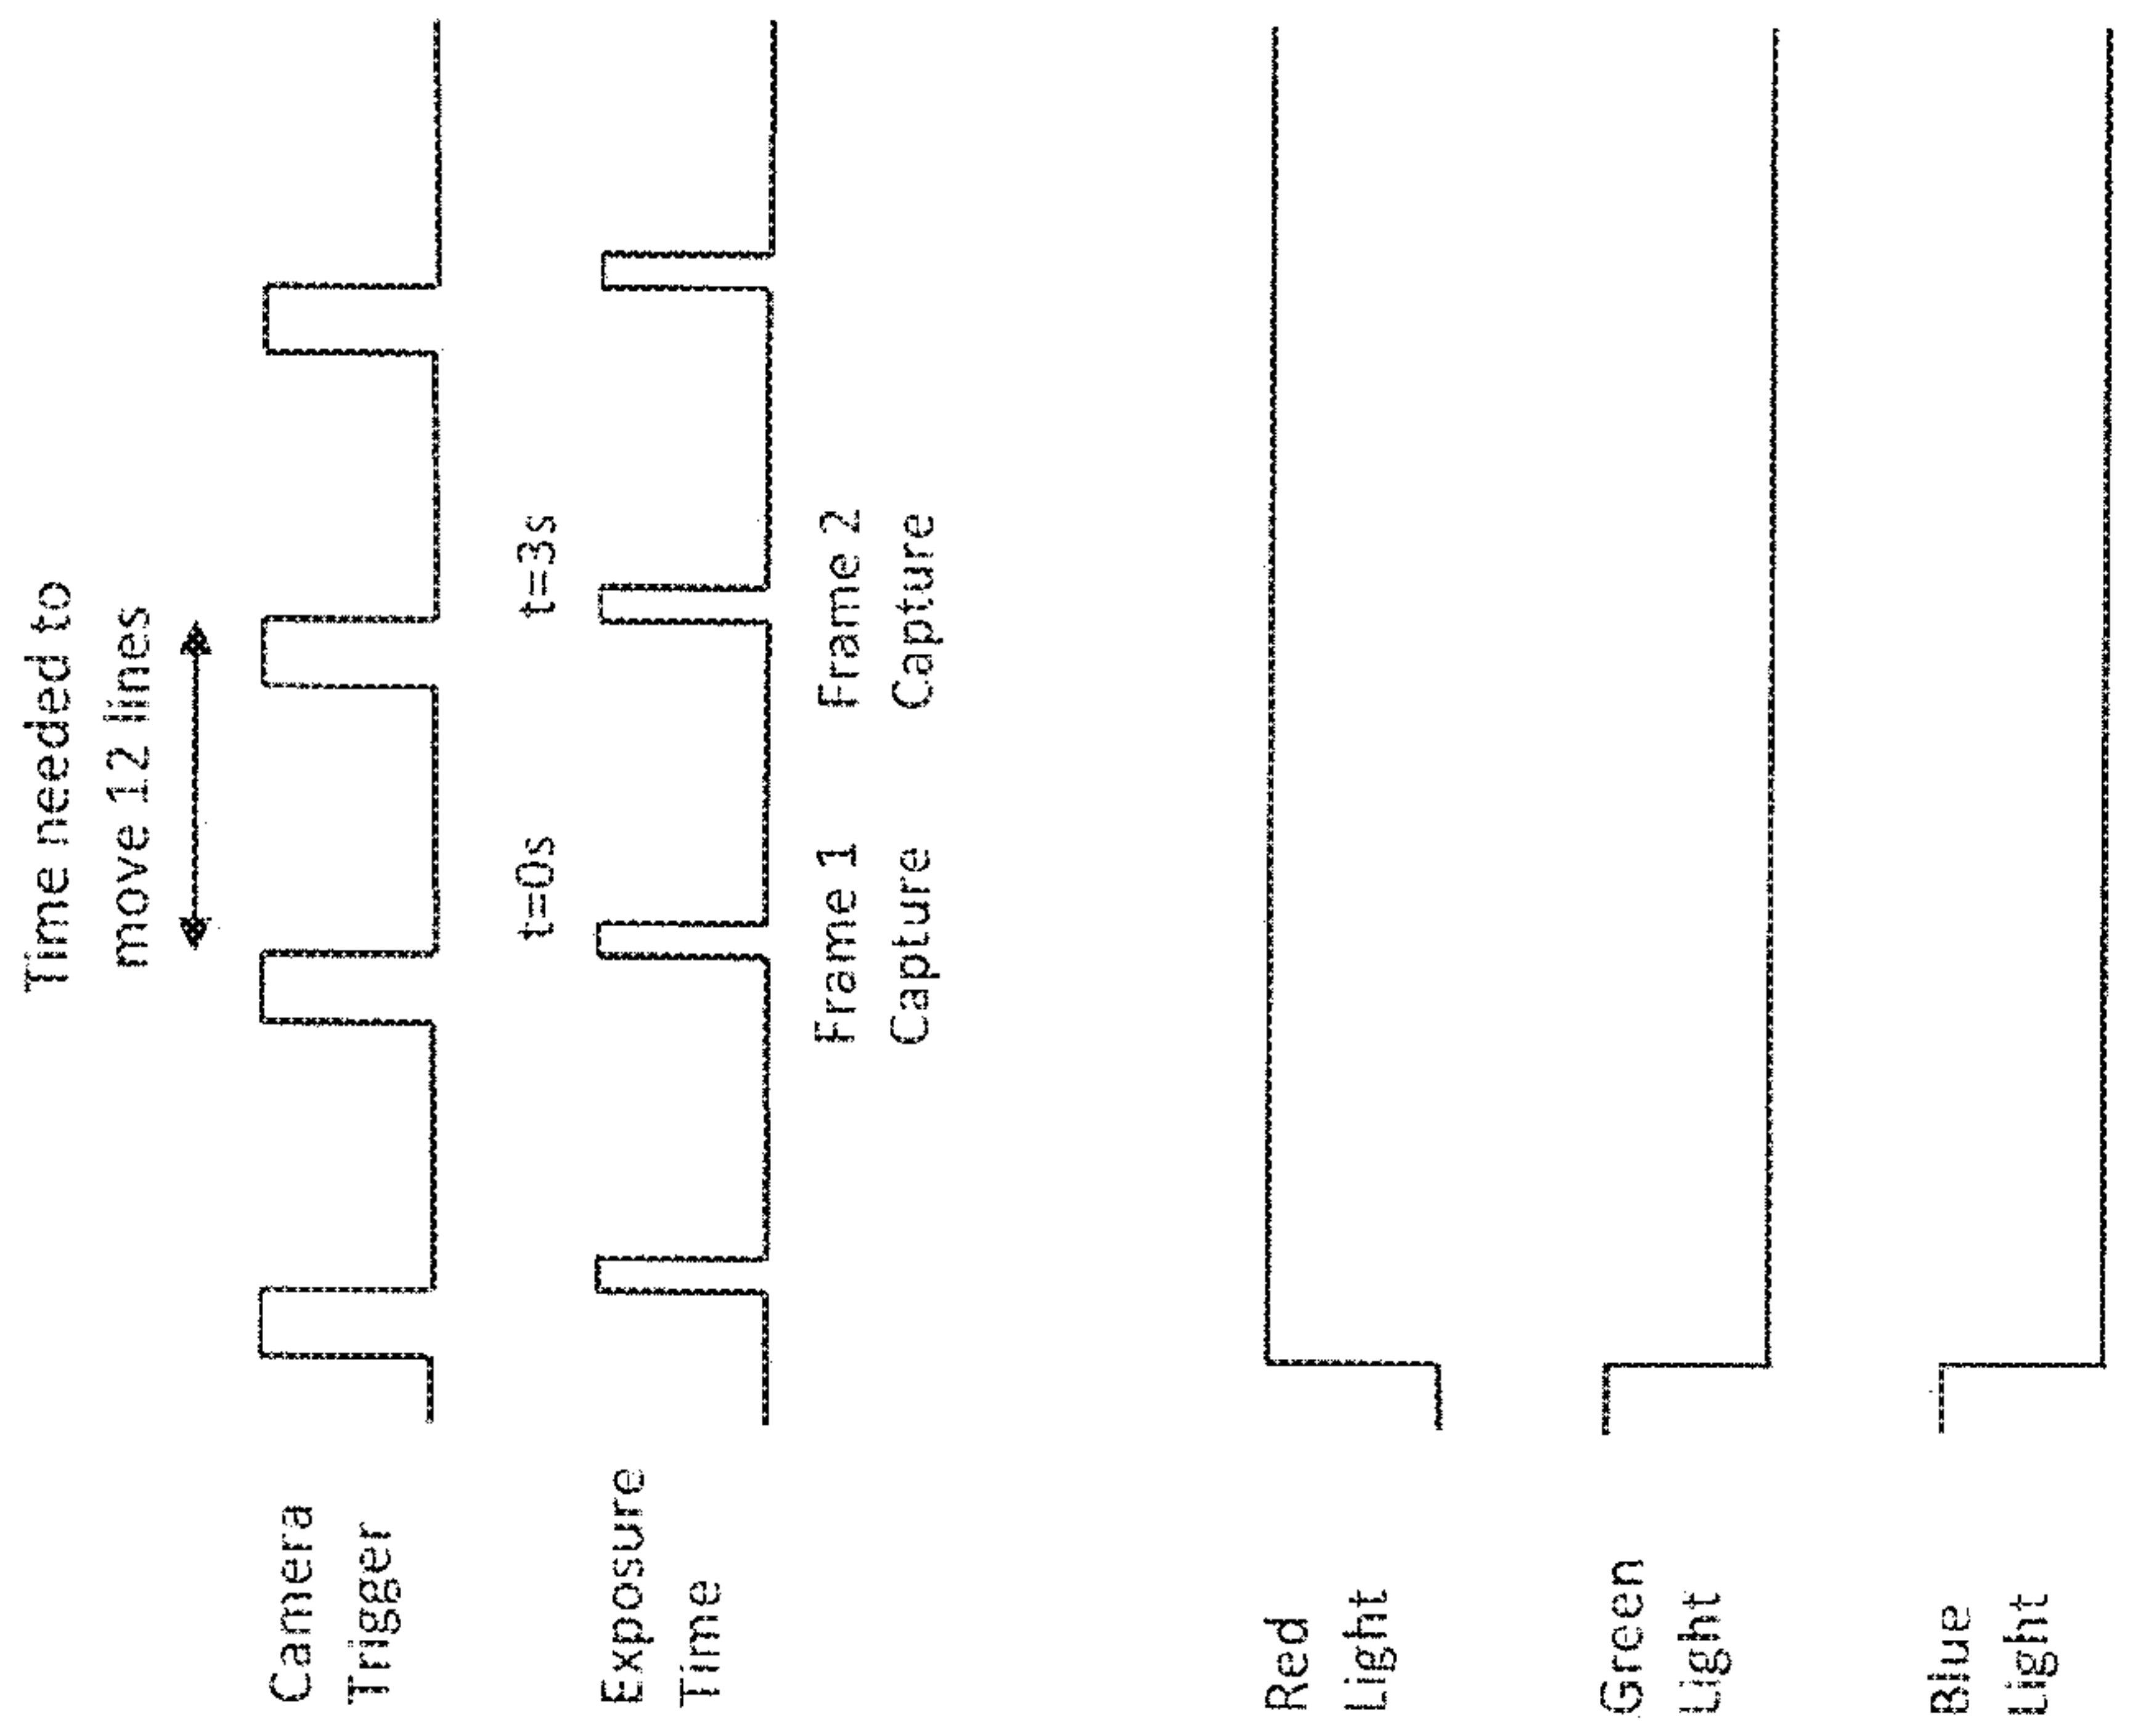 Time needed to
move 12 lines
Camera
Trigger
t=0s
t=3s
Exposure
Time
Frame 1
Capture
Frame 2
Capture
Red
Light
Green
Light
Blue
Light